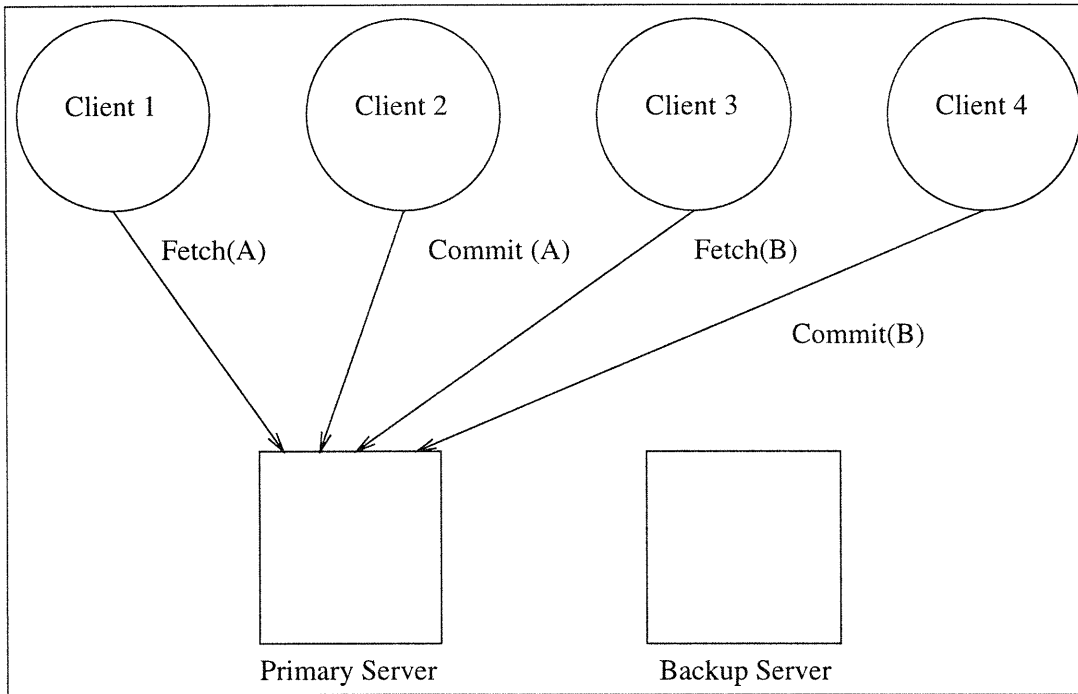 Client 1
Client 2
Client 3
Client 4
Fetch(A)
Commit (A)
Fetch(B)
Commit(B)
Primary Server
Backup Server